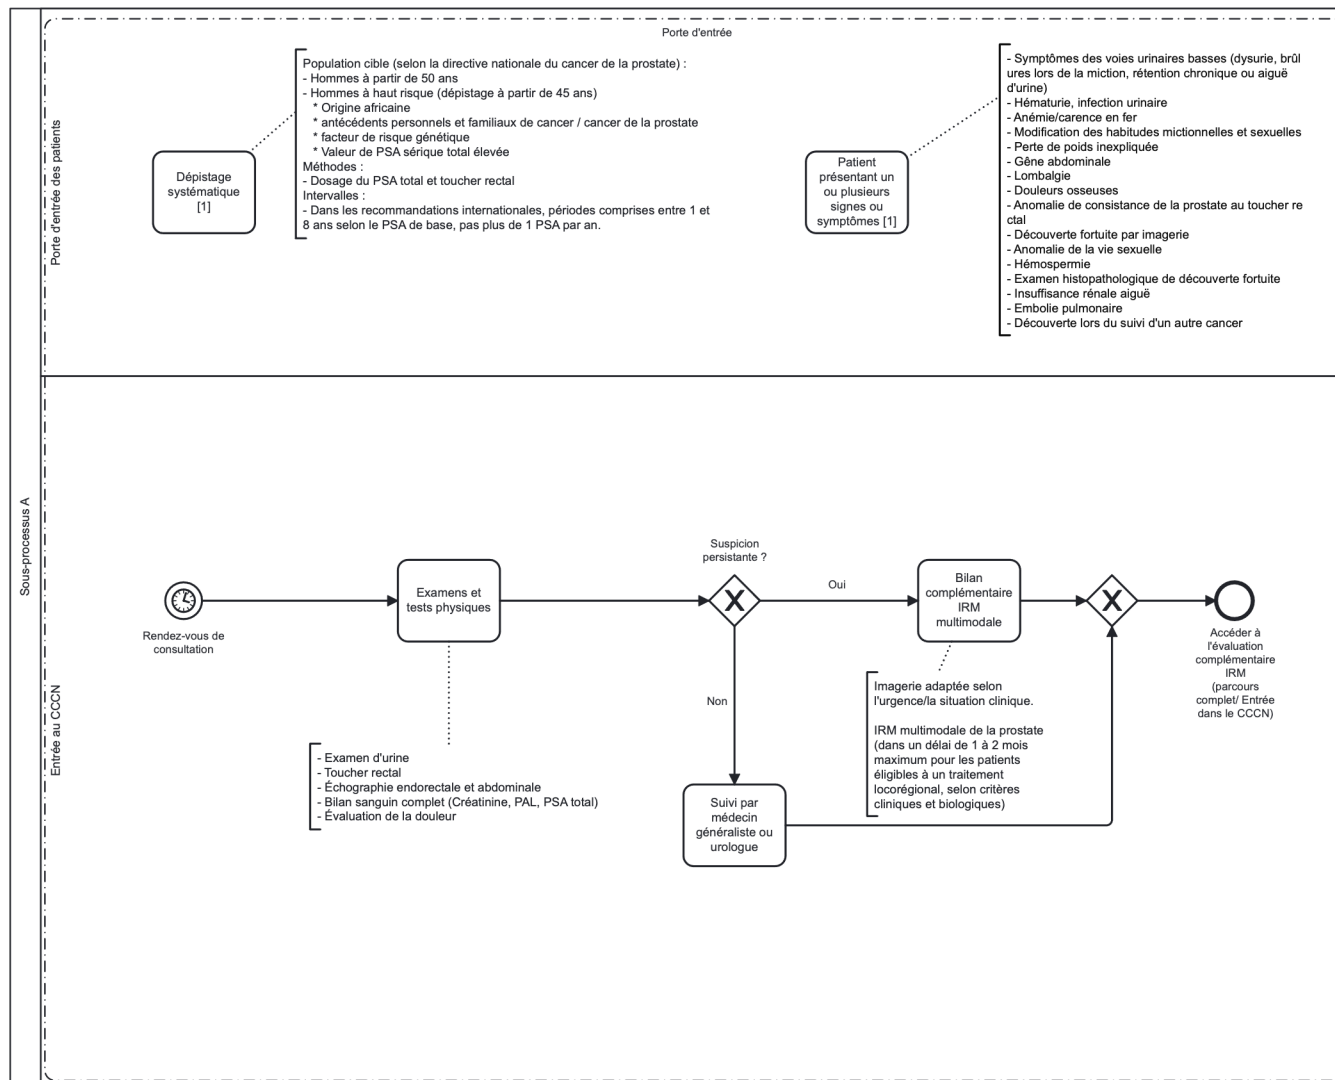 Porte d'entrée
Sous-processus A
Porte d'entrée des patients
Dépistage
systématique
[1]
Population cible (selon la directive nationale du cancer de la prostate) :
- Hommes à partir de 50 ans
- Hommes à haut risque (dépistage à partir de 45 ans)
* Origine africaine
* antécédents personnels et familiaux de cancer / cancer de la prostate
* facteur de risque génétique
* Valeur de PSA sérique total élevée
Méthodes :
- Dosage du PSA total et toucher rectal
Intervalles :
- Dans les recommandations internationales, périodes comprises entre 1 et
8 ans selon le PSA de base, pas plus de 1 PSA par an.
Patient
présentant un
ou plusieurs
signes ou
symptômes [1]
- Symptômes des voies urinaires basses (dysurie, brûl
ures lors de la miction, rétention chronique ou aiguë
d'urine)
- Hématurie, infection urinaire
- Anémie/carence en fer
- Modification des habitudes mictionnelles et sexuelles
- Perte de poids inexpliquée
- Gêne abdominale
- Lombalgie
- Douleurs osseuses
- Anomalie de consistance de la prostate au toucher re
ctal
- Découverte fortuite par imagerie
- Anomalie de la vie sexuelle
- Hémospermie
- Examen histopathologique de découverte fortuite
- Insuffisance rénale aiguë
- Embolie pulmonaire
- Découverte lors du suivi d'un autre cancer
Entrée au CCCN
Rendez-vous de
consultation
Examens et
tests physiques
- Examen d'urine
- Toucher rectal
- Échographie endorectale et abdominale
- Bilan sanguin complet (Créatinine, PAL, PSA total)
- Évaluation de la douleur
Suspicion
persistante ?
Oui
Non
Bilan
complémentaire
IRM
multimodale
Imagerie adaptée selon
l'urgence/la situation clinique.
IRM multimodale de la prostate
(dans un délai de 1 à 2 mois
maximum pour les patients
éligibles à un traitement
locorégional, selon critères
cliniques et biologiques)
Suivi par
médecin
généraliste ou
urologue
Accéder à
l'évaluation
complémentaire
IRM
(parcours
complet/ Entrée
dans le CCCN)